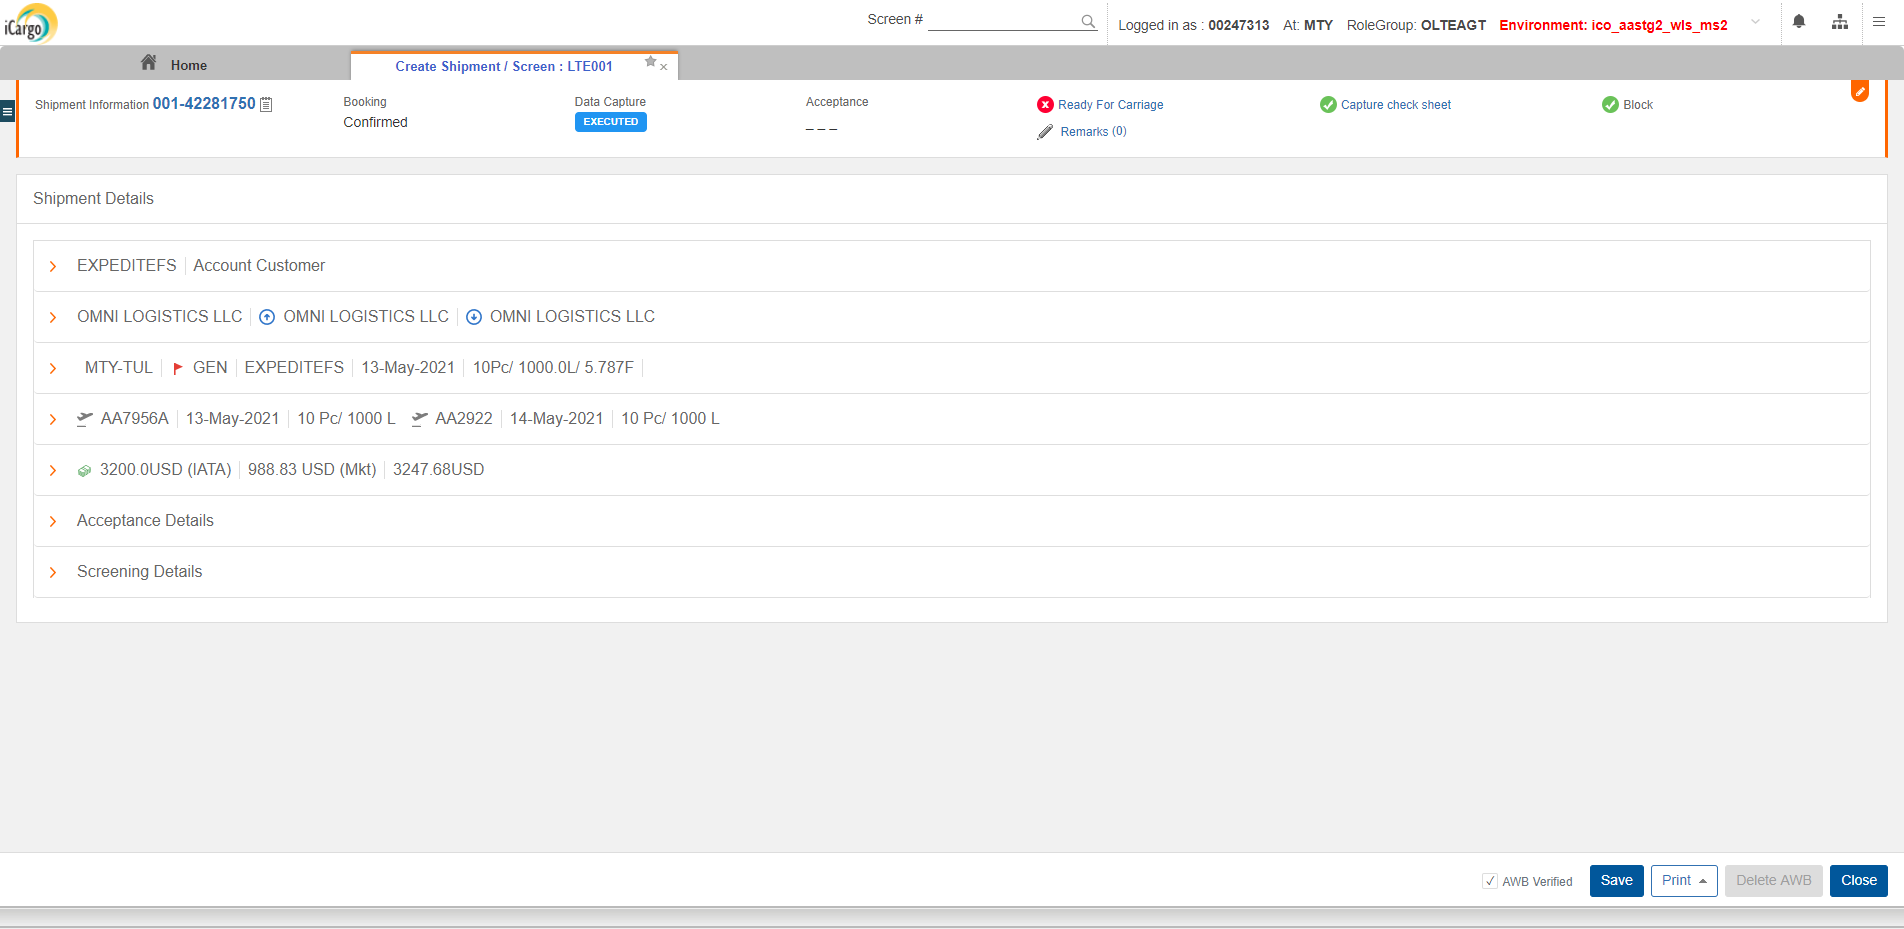 iCargo
Screen #
Logged in as : 00247313 At: MTY RoleGroup: OLTEAGT Environment: ico_aastg2_wls_ms2
Home
Create Shipment / Screen : LTE001
Shipment Information 001-42281750
Booking
Confirmed
Data Capture
EXECUTED
Acceptance
_ _ _
Ready For Carriage
Remarks (0)
Capture check sheet
Block
Shipment Details
EXPEDITEFS Account Customer
OMNI LOGISTICS LLC OMNI LOGISTICS LLC OMNI LOGISTICS LLC
MTY-TUL GEN EXPEDITEFS 13-May-2021 10Pc/ 1000.0L/ 5.787F
AA7956A 13-May-2021 10 Pc/ 1000 L AA2922 14-May-2021 10 Pc/ 1000 L
3200.0USD (IATA) 988.83 USD (Mkt) 3247.68USD
Acceptance Details
Screening Details
AWB Verified Save Print Delete AWB Close